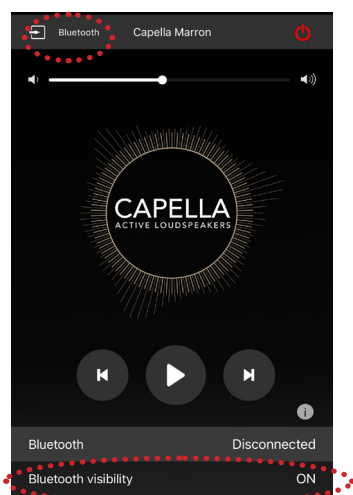 Bluetooth Capella Marron
CAPELLA
ACTIVE LOUDSPEAKERS
i
Bluetooth Disconnected
Bluetooth visibility ON